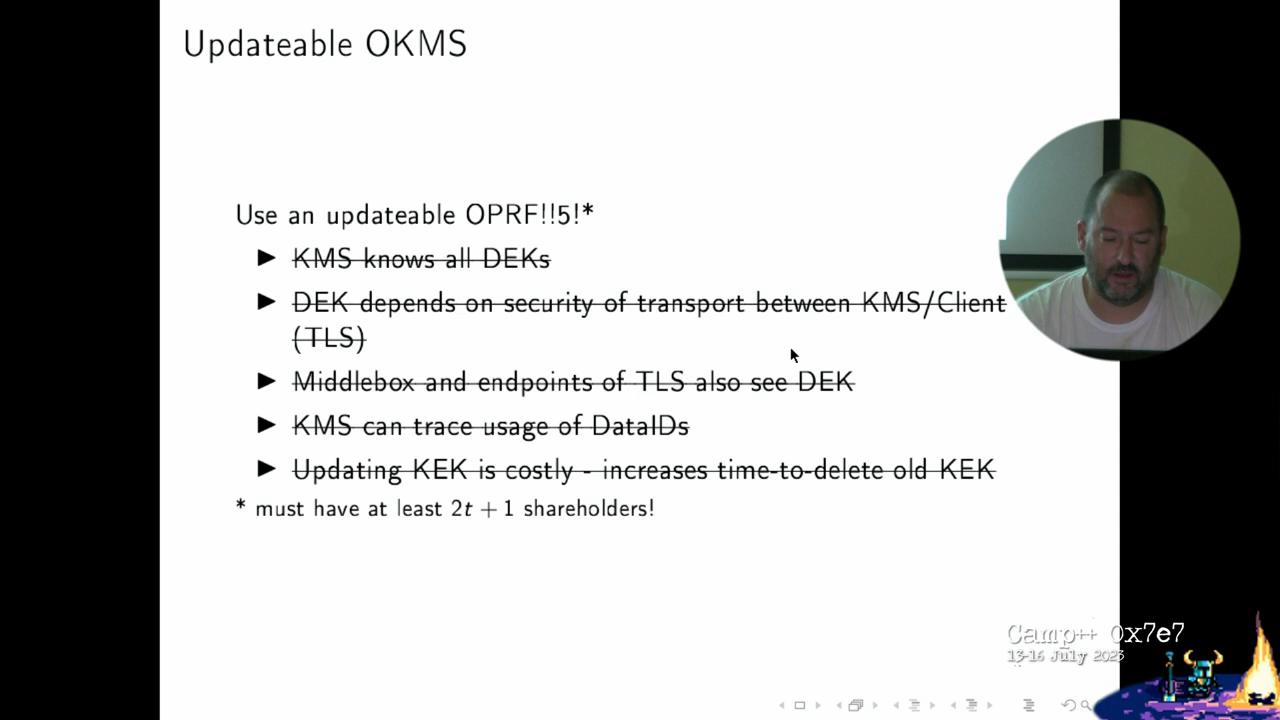 Updateable OKMS
Use an updateable OPRF!!5!*
▶ KMS knows all DEKs
▶ DEK depends on security of transport between KMS/Client
(TLS)
▶ Middlebox and endpoints of TLS also see DEK
▶ KMS can trace usage of DataIDs
▶ Updating KEK is costly - increases time-to-delete old KEK
* must have at least 2t + 1 shareholders!
Camp++ 0x7e7
13-16 July 2023